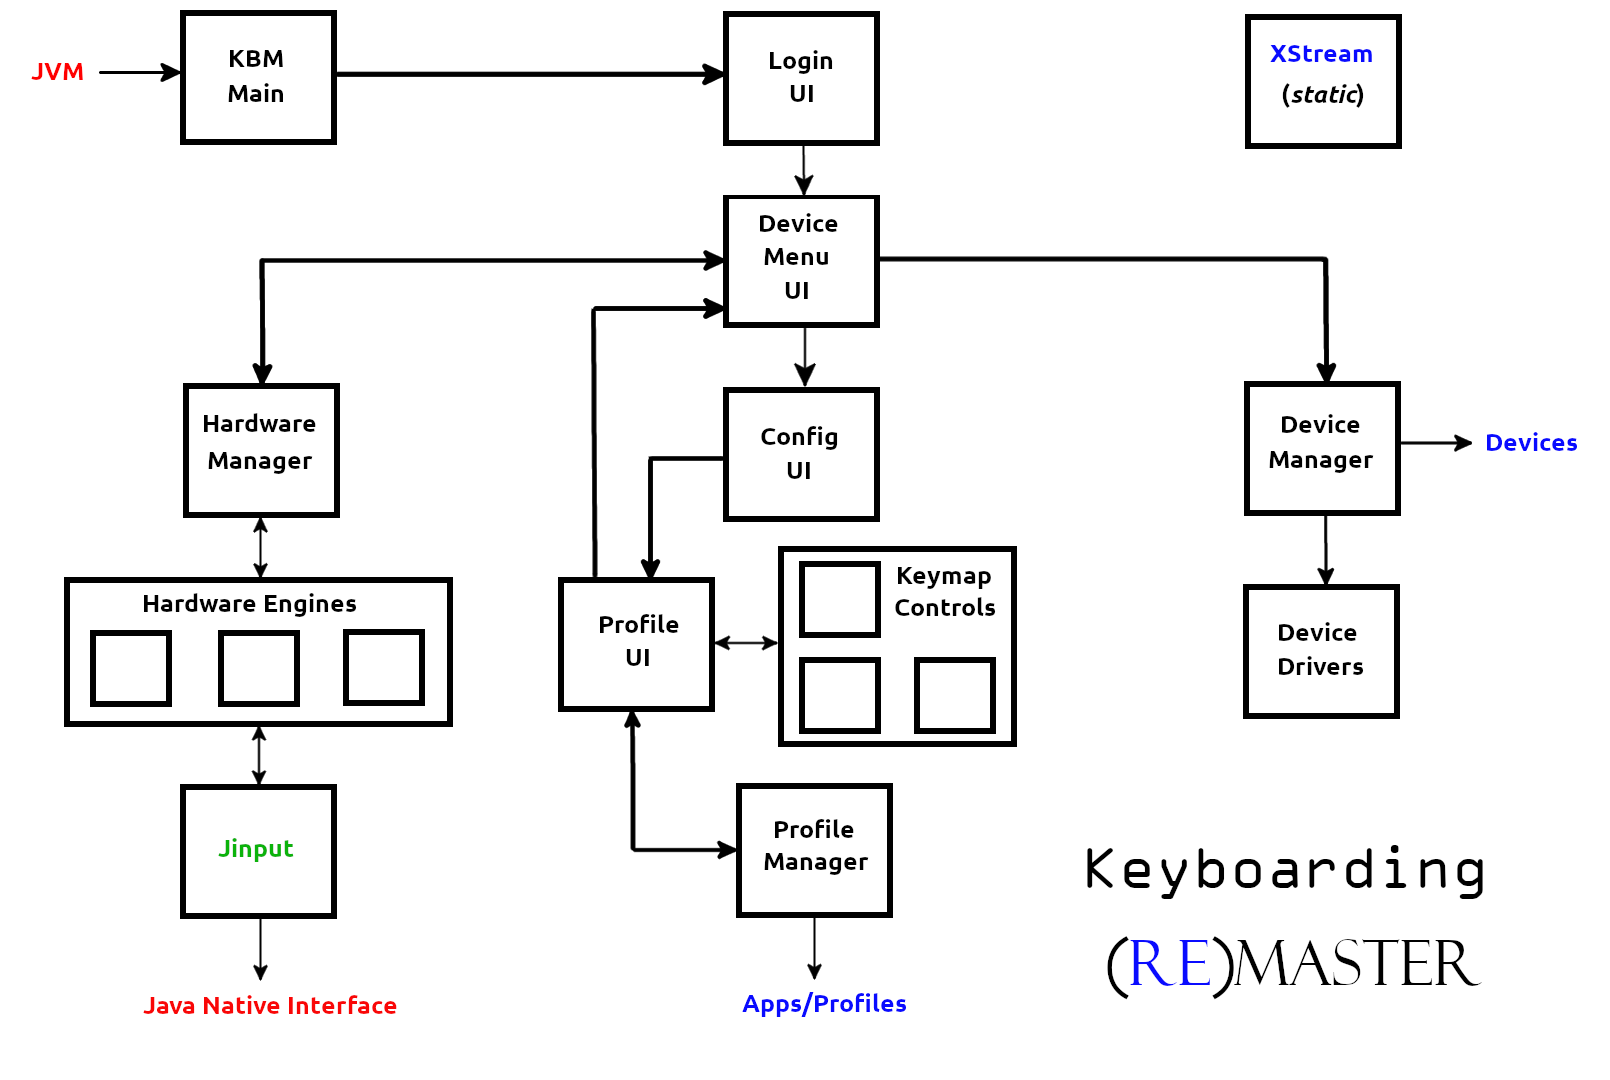 JVM
KBM
Main
Login
UI
XStream
(static)
Device
Menu
UI
Hardware
Manager
Config
UI
Device
Manager
Devices
Hardware Engines
Profile
UI
Keymap
Controls
Device
Drivers
Jinput
Profile
Manager
Java Native Interface
Apps/Profiles
Keyboarding
(RE)MASTER